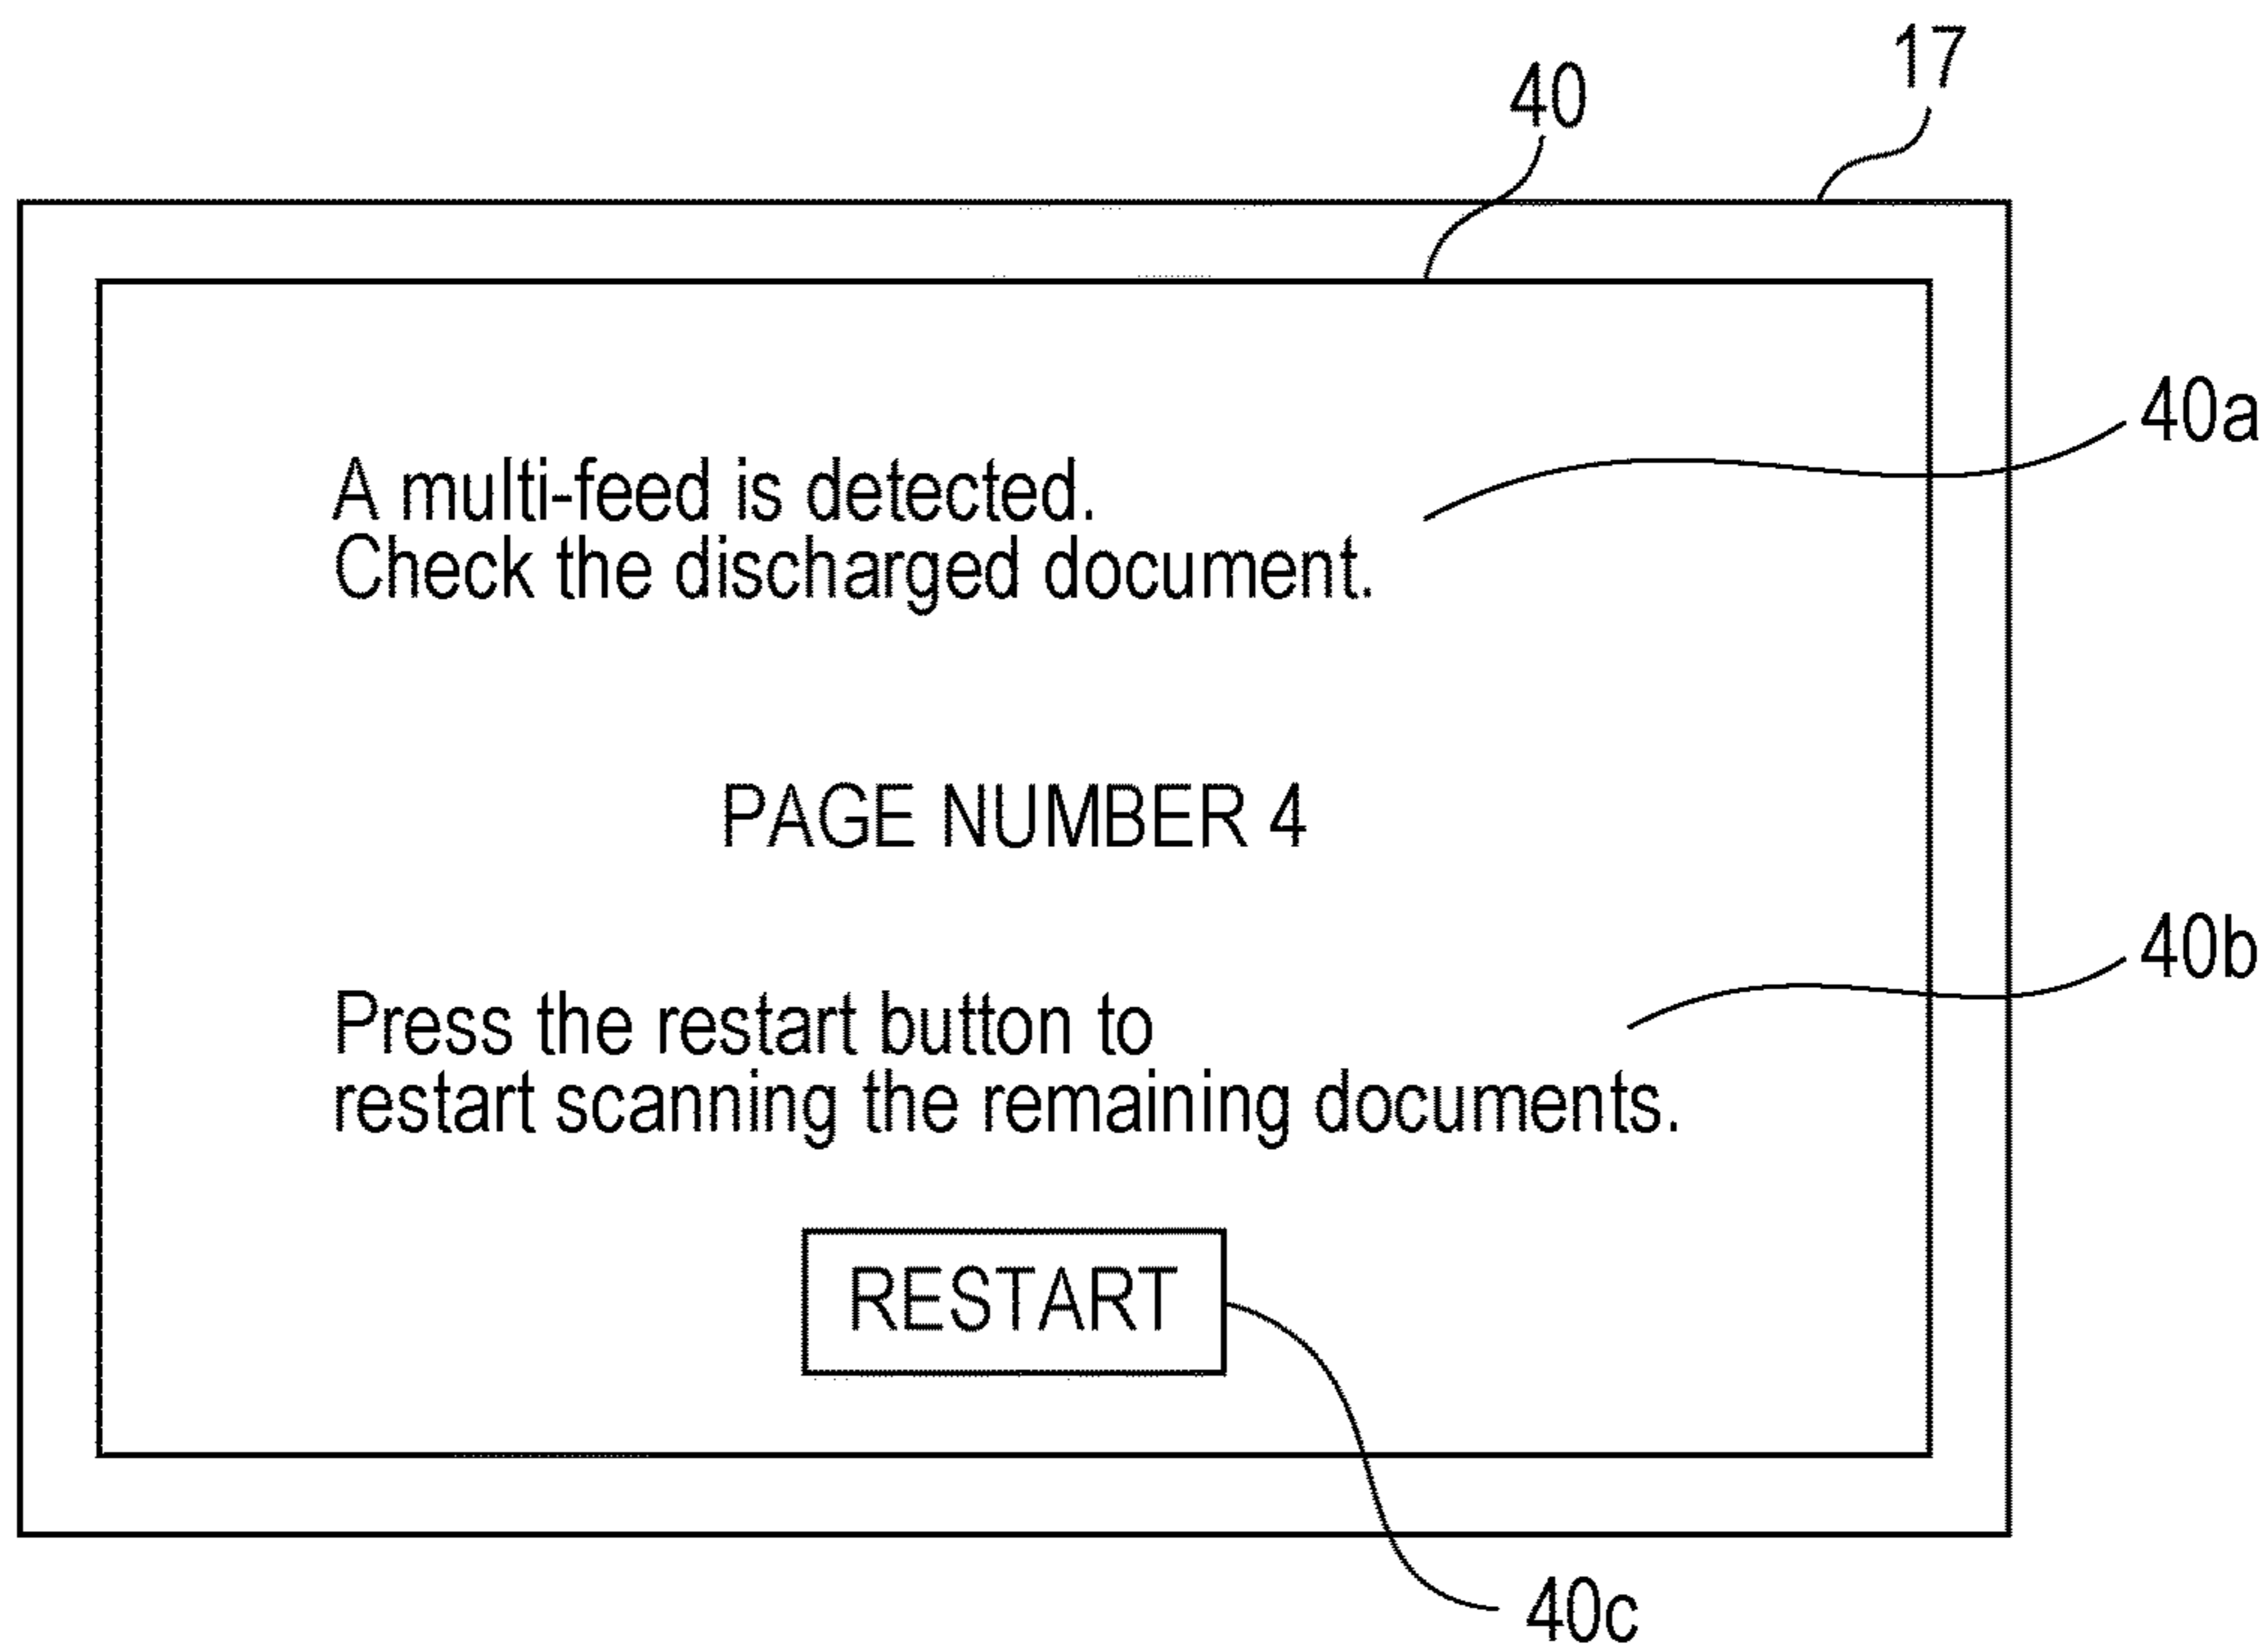 17
40
40a
A multi-feed is detected.
Check the discharged document.
PAGE NUMBER 4
40b
Press the restart button to
restart scanning the remaining documents.
RESTART
40c